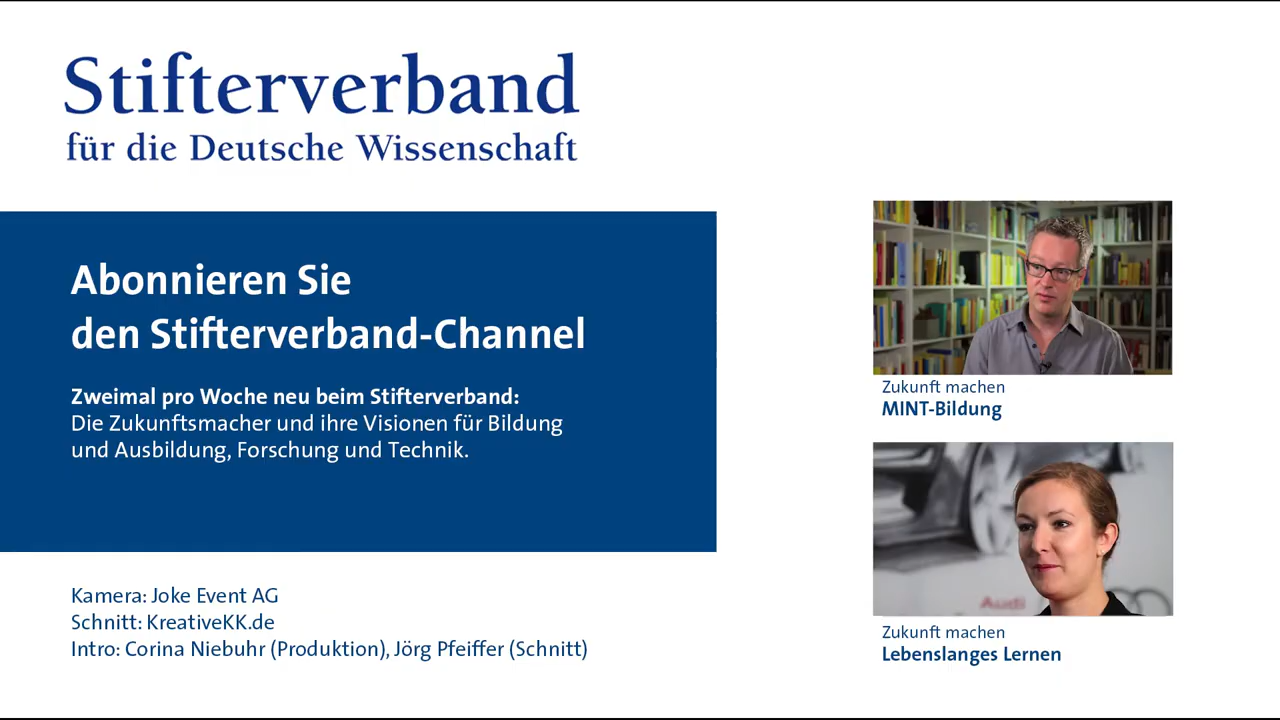 Stifterverband
für die Deutsche Wissenschaft
Abonnieren Sie
den Stifterverband-Channel
Zweimal pro Woche neu beim Stifterverband:
Die Zukunftsmacher und ihre Visionen für Bildung
und Ausbildung, Forschung und Technik.
Kamera: Joke Event AG
Schnitt: KreativeKK.de
Intro: Corina Niebuhr (Produktion), Jörg Pfeiffer (Schnitt)
Zukunft machen
MINT-Bildung
Audi
Zukunft machen
Lebenslanges Lernen